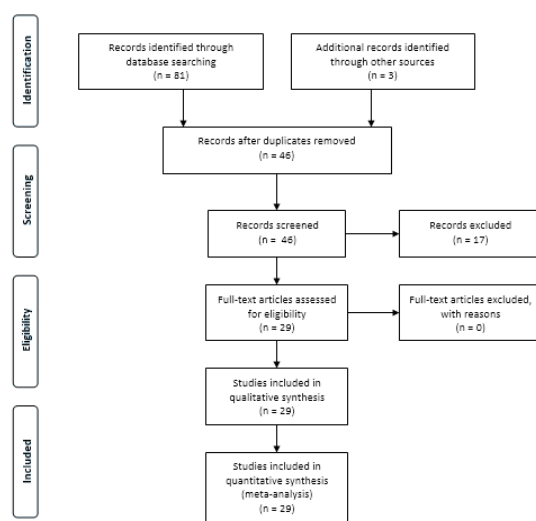 Identification
Records identified through
database searching
(n = 81)
Additional records identified
through other sources
(n = 3)
Records after duplicates removed
(n = 46)
Screening
Records screened
(n = 46)
Records excluded
(n = 17)
Eligibility
Full-text articles assessed
for eligibility
(n = 29)
Full-text articles excluded,
with reasons
(n = 0)
Studies included in
qualitative synthesis
(n = 29)
Included
Studies included in
quantitative synthesis
(meta-analysis)
(n = 29)